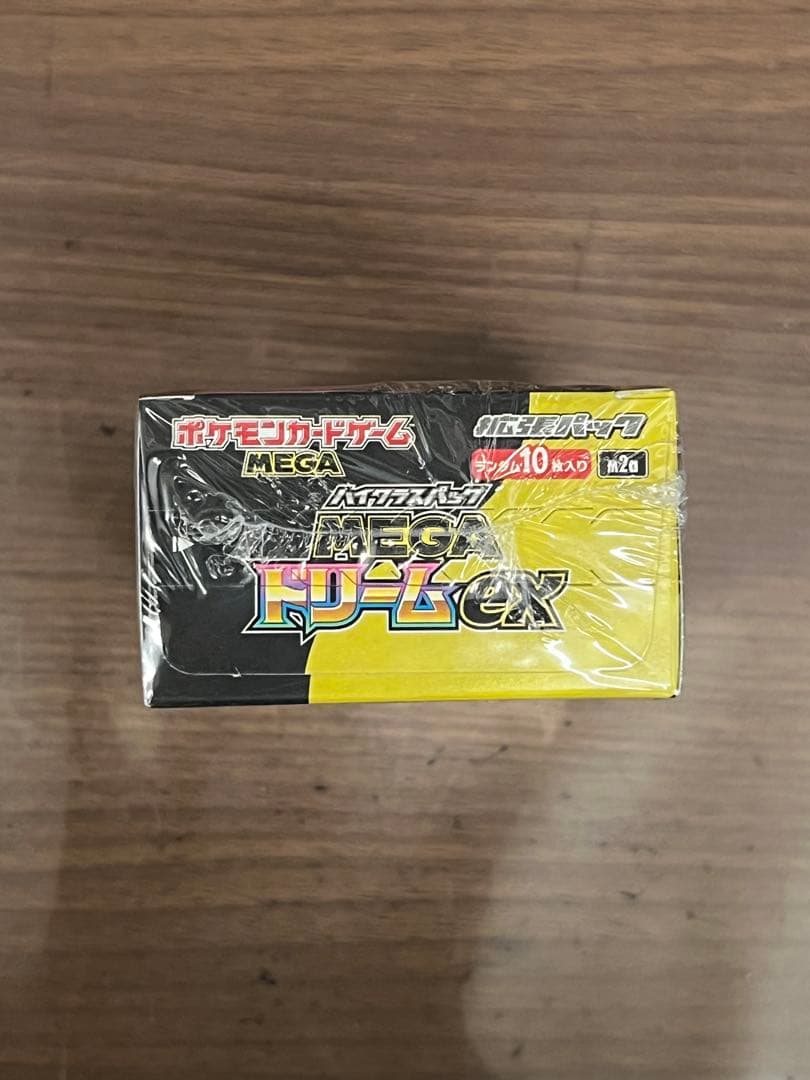 ポケモンカードゲーム
MEGA
拡張パック
ランダム10枚入り
m2a
ハイクラスパック
MEGA
ドリームex